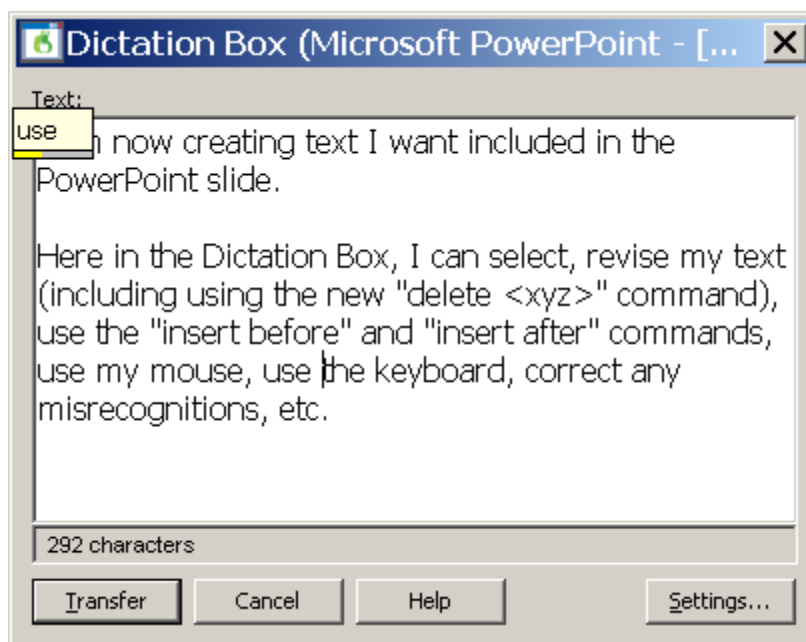 Dictation Box (Microsoft PowerPoint - [...
Text:
use
now creating text I want included in the
PowerPoint slide.
Here in the Dictation Box, I can select, revise my text
(including using the new "delete <xyz>" command),
use the "insert before" and "insert after" commands,
use my mouse, use the keyboard, correct any
misrecognitions, etc.
292 characters
Transfer Cancel Help Settings...